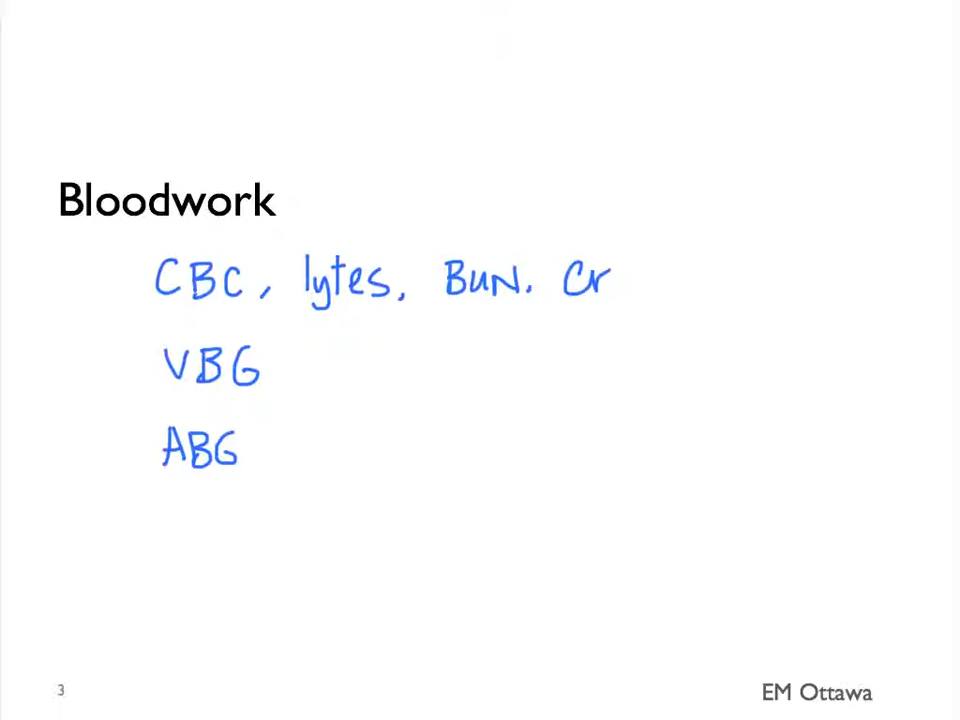 Bloodwork
CBC, lytes, BUN. Cr
VBG
ABG
3
EM Ottawa